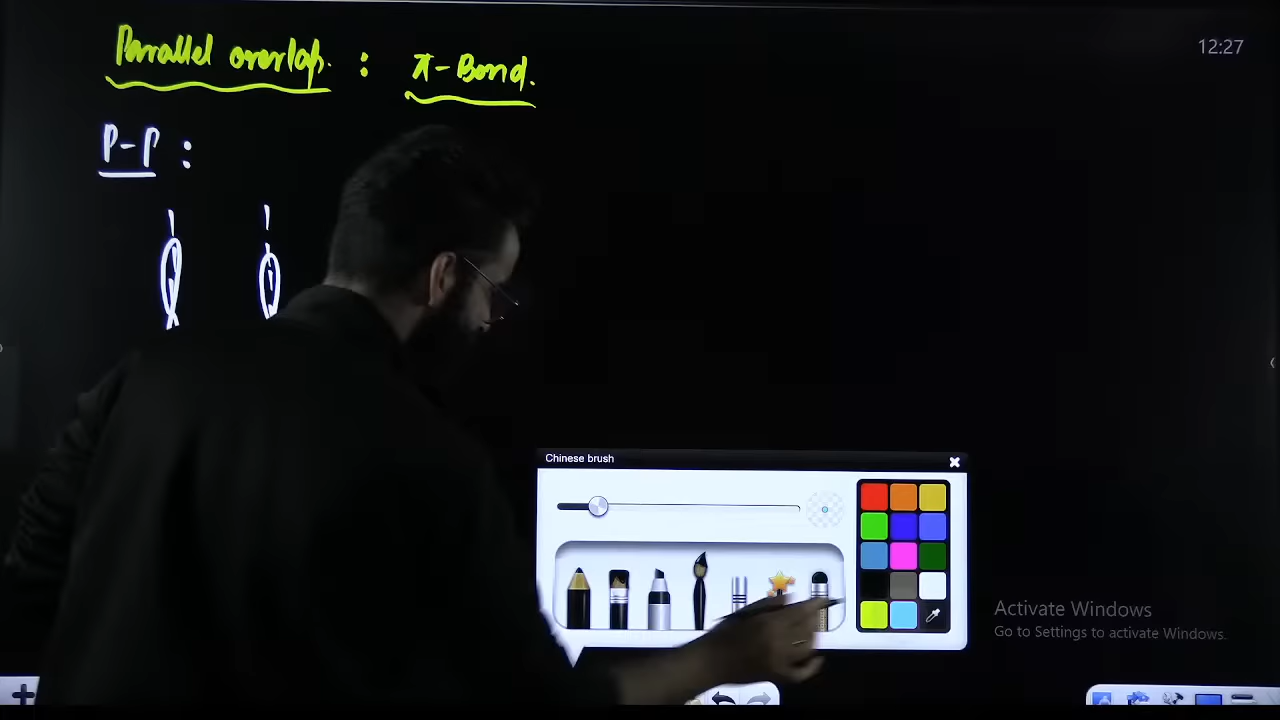 Parallel overlap. : π-Bond.
12:27
P-P :
Chinese brush
Activate Windows
Go to Settings to activate Windows.